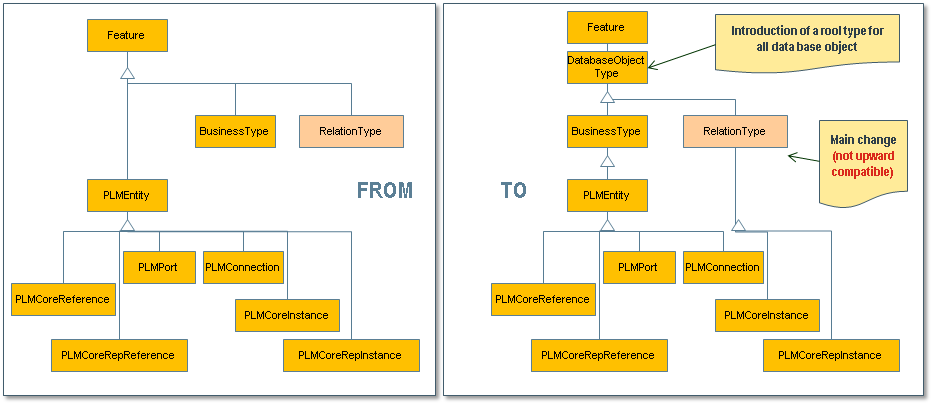 Feature
BusinessType
RelationType
PLMEntity
FROM
PLMPort
PLMConnection
PLMCoreReference
PLMCoreInstance
PLMCoreRepReference
PLMCoreRepInstance
Feature
Introduction of a rool type for
all data base object
DatabaseObject
Type
BusinessType
RelationType
Main change
(not upward
compatible)
TO
PLMEntity
PLMPort
PLMConnection
PLMCoreReference
PLMCoreInstance
PLMCoreRepReference
PLMCoreRepInstance